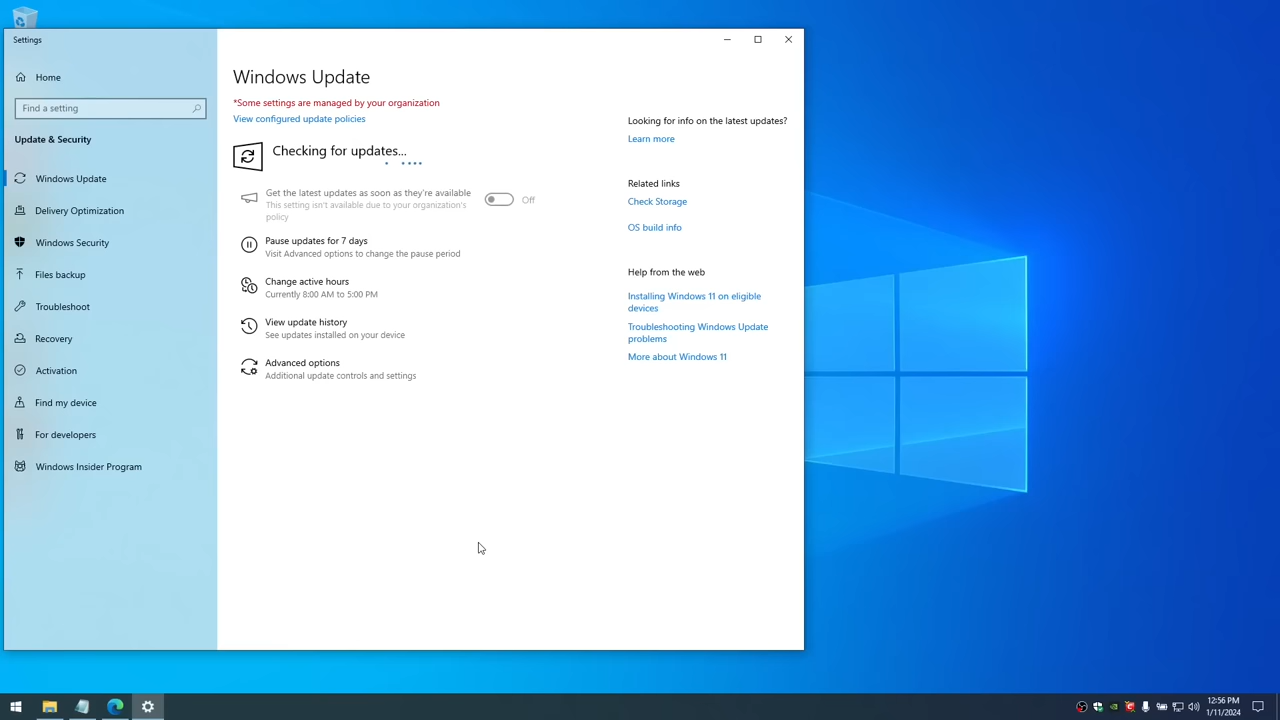 Settings
Home
Find a setting
Update & Security
Windows Update
Delivery Optimization
Windows Security
Files backup
Troubleshoot
Recovery
Activation
Find my device
For developers
Windows Insider Program
Windows Update
*Some settings are managed by your organization
View configured update policies
Checking for updates...
Get the latest updates as soon as they're available
This setting isn't available due to your organization's
policy
Off
Pause updates for 7 days
Visit Advanced options to change the pause period
Change active hours
Currently 8:00 AM to 5:00 PM
View update history
See updates installed on your device
Advanced options
Additional update controls and settings
Looking for info on the latest updates?
Learn more
Related links
Check Storage
OS build info
Help from the web
Installing Windows 11 on eligible
devices
Troubleshooting Windows Update
problems
More about Windows 11
12:56 PM
1/11/2024